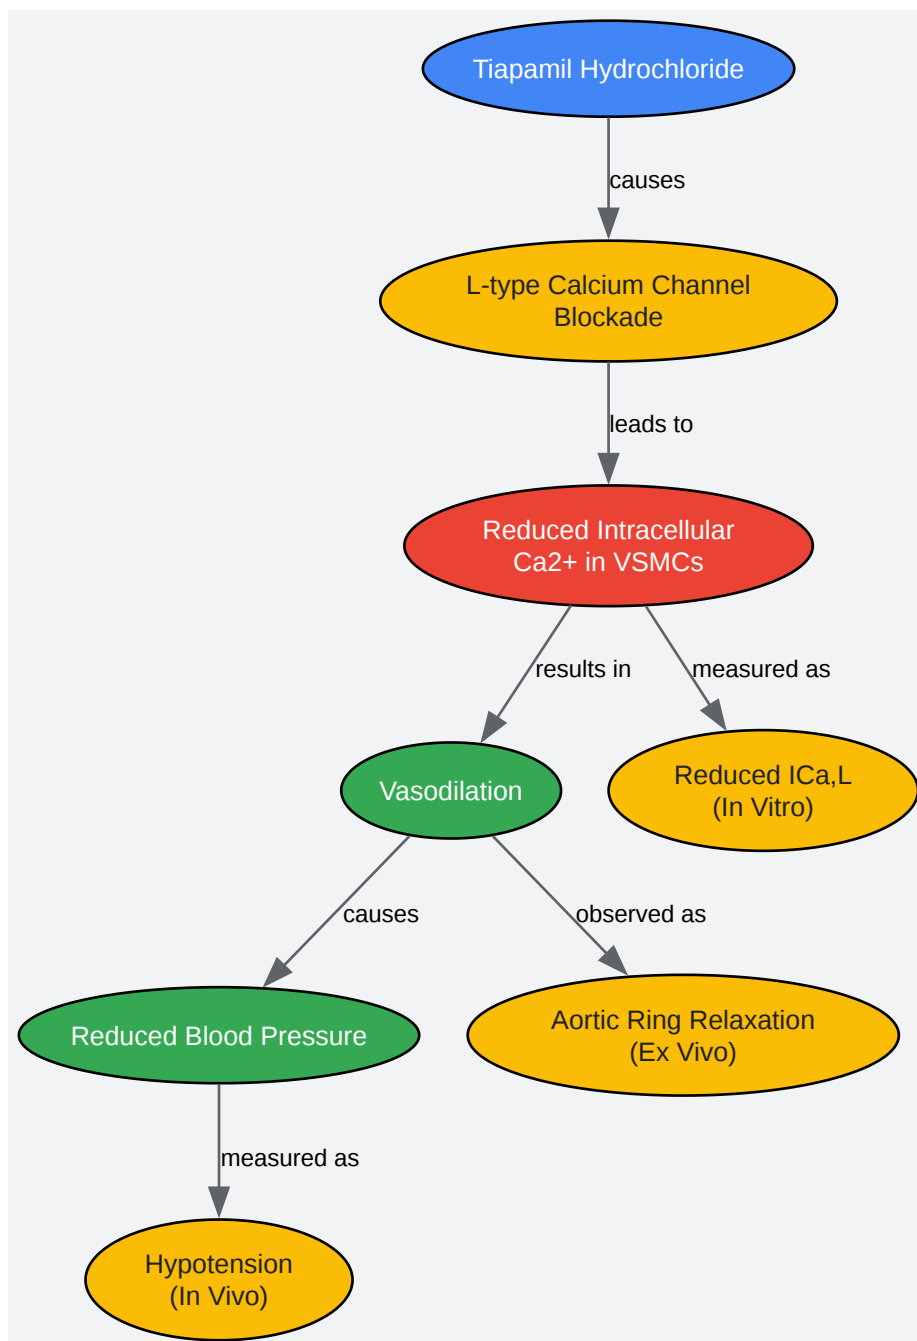 Tiapamil Hydrochloride
causes
L-type Calcium Channel
Blockade
leads to
Reduced Intracellular
Ca2+ in VSMCs
results in
measured as
Vasodilation
Reduced ICa,L
(In Vitro)
causes
observed as
Reduced Blood Pressure
Aortic Ring Relaxation
(Ex Vivo)
measured as
Hypotension
(In Vivo)